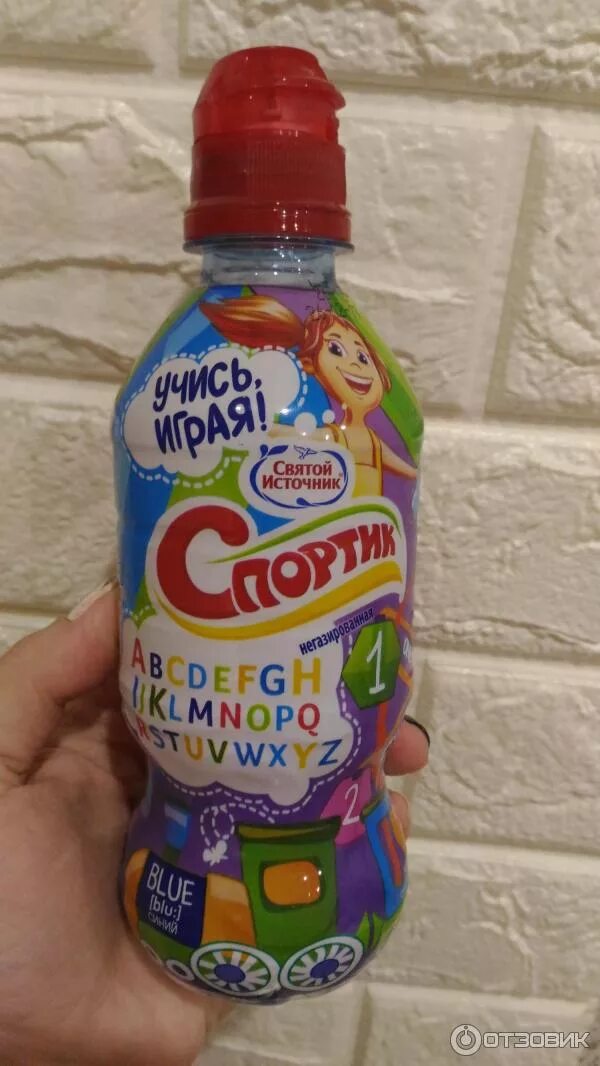 УЧИСЬ,
ИГРАЯ!
СВЯТОЙ
ИСТОЧНИК
СПОРТИК
Негазированная
1
ABCDEFGH
IJKLMNOPQ
RSTUVWXYZ
2
BLUE
[blu:]
СИНИЙ
ОТЗОВИК